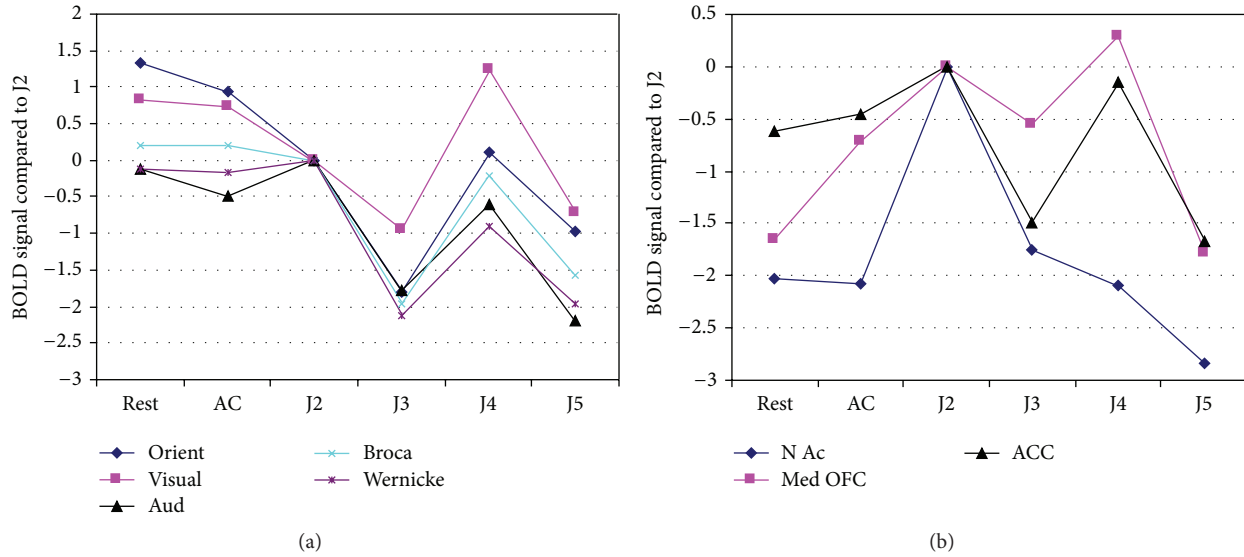 BOLD signal compared to J2
2
1.5
1
0.5
0
−0.5
−1
−1.5
−2
−2.5
−3
Rest AC J2 J3 J4 J5
Orient
Visual
Aud
Broca
Wernicke
(a)
BOLD signal compared to J2
0.5
0
−0.5
−1
−1.5
−2
−2.5
−3
Rest AC J2 J3 J4 J5
N Ac
Med OFC
ACC
(b)